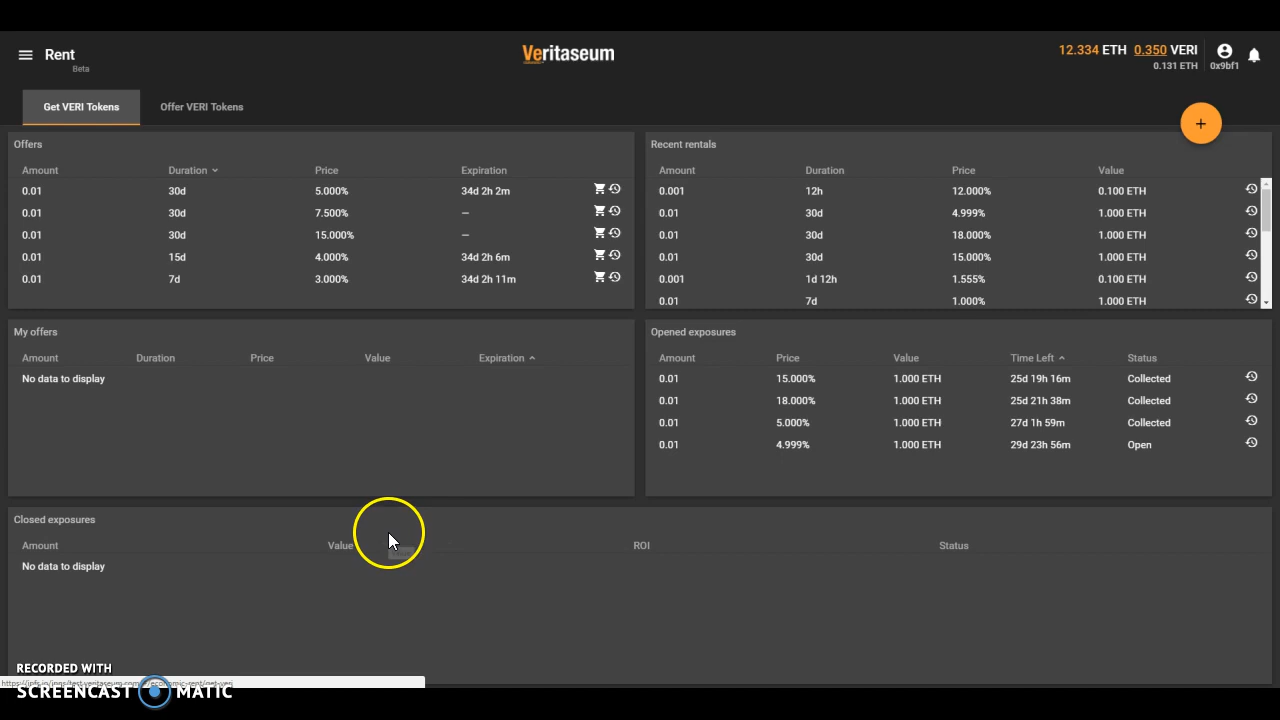 Rent
Beta
Veritaseum
12.334 ETH 0.350 VERI
0.131 ETH
0x9bf1
Get VERI Tokens Offer VERI Tokens
+
Offers
Amount Duration Price Expiration
0.01 30d 5.000% 34d 2h 2m
0.01 30d 7.500% –
0.01 30d 15.000% –
0.01 15d 4.000% 34d 2h 6m
0.01 7d 3.000% 34d 2h 11m
Recent rentals
Amount Duration Price Value
0.001 12h 12.000% 0.100 ETH
0.01 30d 4.999% 1.000 ETH
0.01 30d 18.000% 1.000 ETH
0.01 30d 15.000% 1.000 ETH
0.001 1d 12h 1.555% 0.100 ETH
0.01 7d 1.000% 1.000 ETH
My offers
Amount Duration Price Value Expiration
No data to display
Opened exposures
Amount Price Value Time Left Status
0.01 15.000% 1.000 ETH 25d 19h 16m Collected
0.01 18.000% 1.000 ETH 25d 21h 38m Collected
0.01 5.000% 1.000 ETH 27d 1h 59m Collected
0.01 4.999% 1.000 ETH 29d 23h 56m Open
Closed exposures
Amount Value ROI Status
No data to display
RECORDED WITH
SCREENCAST MATIC